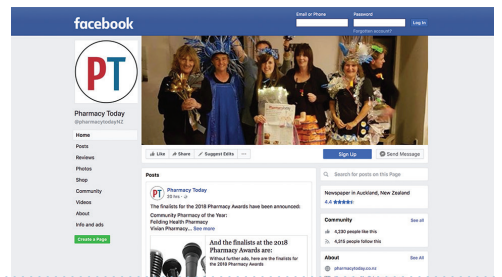 facebook
Email or Phone
Password
Log In
Forgotten account?
PT
Pharmacy Today
@pharmacytodayNZ
Home
Posts
Reviews
Photos
Shop
Community
Videos
About
Info and ads
Create a Page
Like
Share
Suggest Edits
Sign Up
Send Message
Posts
PT
Pharmacy Today
20 hrs
The finalists for the 2018 Pharmacy Awards have been announced:
Community Pharmacy of the Year:
Feilding Health Pharmacy
Vivian Pharmacy... See more
And the finalists at the 2018
Pharmacy Awards are:
Without further ado, here are the finalists for
the 2018 Pharmacy Awards
Search for posts on this Page
Newspaper in Auckland, New Zealand
4.4
Community
See all
4,230 people like this
4,315 people follow this
About
See All
pharmacytoday.co.nz